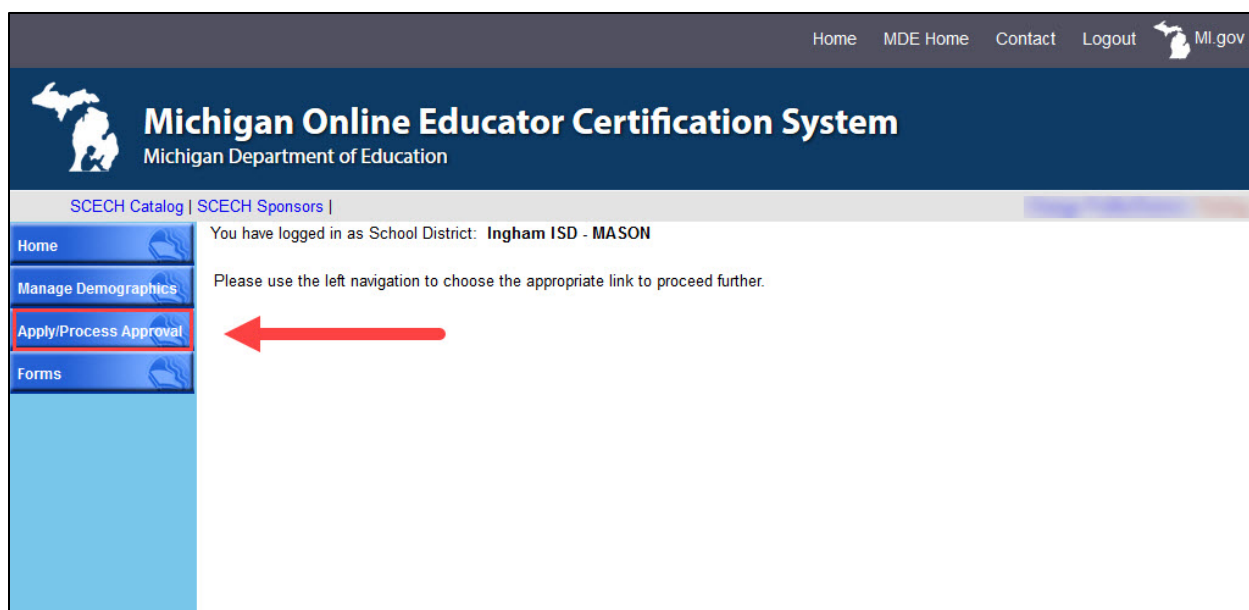 Home MDE Home Contact Logout MI.gov
Michigan Online Educator Certification System
Michigan Department of Education
SCECH Catalog | SCECH Sponsors |
Home
You have logged in as School District: Ingham ISD - MASON
Manage Demographics
Please use the left navigation to choose the appropriate link to proceed further.
Apply/Process Approval
Forms